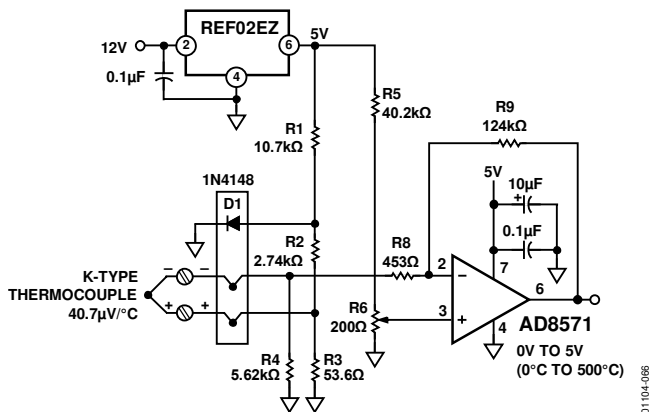 REF02EZ
12V
2
6
5V
4
0.1µF
R5
40.2kΩ
R9
124kΩ
R1
10.7kΩ
1N4148
D1
5V
10µF
+
0.1µF
R2
2.74kΩ
K-TYPE
THERMOCOUPLE
40.7µV/°C
– –
+ +
R8
453Ω
2
–
7
6
R6
200Ω
3
+
4
AD8571
0V TO 5V
(0°C TO 500°C)
R4
5.62kΩ
R3
53.6Ω
01104-066